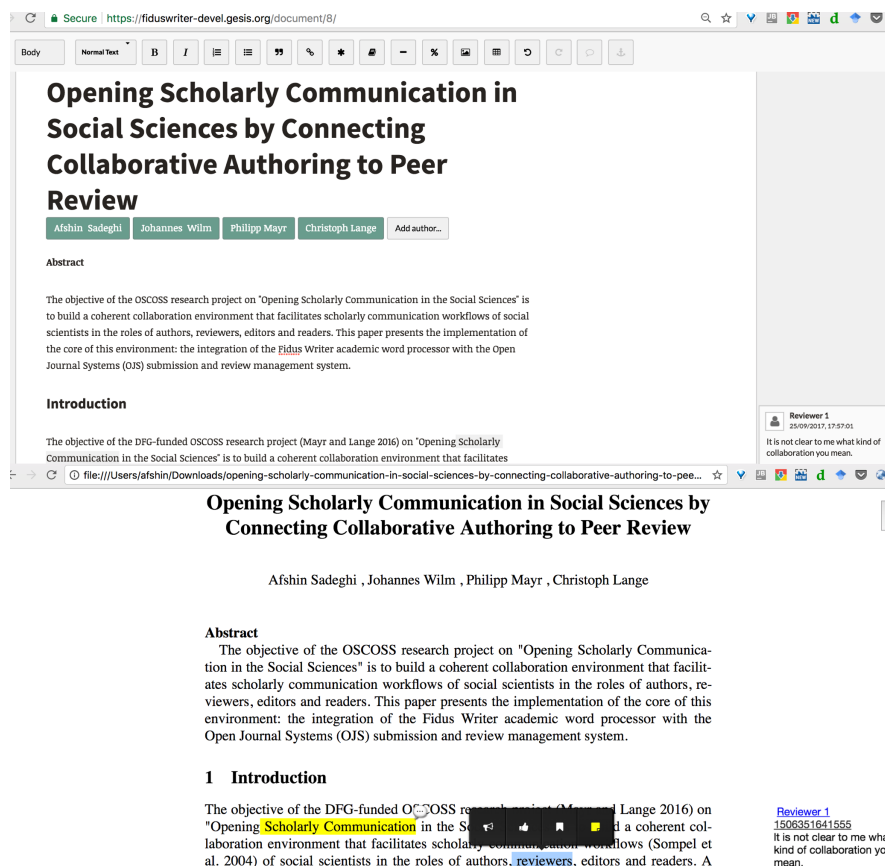 Secure | https://fiduswriter-devel.gesis.org/document/8/
Body Normal Text B I
Opening Scholarly Communication in
Social Sciences by Connecting
Collaborative Authoring to Peer
Review
Afshin Sadeghi Johannes Wilm Philipp Mayr Christoph Lange Add author...
Abstract
The objective of the OSCOSS research project on "Opening Scholarly Communication in the Social Sciences" is
to build a coherent collaboration environment that facilitates scholarly communication workflows of social
scientists in the roles of authors, reviewers, editors and readers. This paper presents the implementation of
the core of this environment: the integration of the Fidus Writer academic word processor with the Open
Journal Systems (OJS) submission and review management system.
Introduction
The objective of the DFG-funded OSCOSS research project (Mayr and Lange 2016) on "Opening Scholarly
Communication in the Social Sciences" is to build a coherent collaboration environment that facilitates
Reviewer 1
25/09/2017, 17:57:01
It is not clear to me what kind of
collaboration you mean.
file:///Users/afshin/Downloads/opening-scholarly-communication-in-social-sciences-by-connecting-collaborative-authoring-to-pee...
Opening Scholarly Communication in Social Sciences by
Connecting Collaborative Authoring to Peer Review
Afshin Sadeghi , Johannes Wilm , Philipp Mayr , Christoph Lange
Abstract
The objective of the OSCOSS research project on "Opening Scholarly Communica-
tion in the Social Sciences" is to build a coherent collaboration environment that facilit-
ates scholarly communication workflows of social scientists in the roles of authors, re-
viewers, editors and readers. This paper presents the implementation of the core of this
environment: the integration of the Fidus Writer academic word processor with the
Open Journal Systems (OJS) submission and review management system.
1 Introduction
The objective of the DFG-funded OSCOSS research project (Mayr and Lange 2016) on
"Opening Scholarly Communication in the d a coherent col-
laboration environment that facilitates scholarly communication workflows (Sompel et
al. 2004) of social scientists in the roles of authors, reviewers, editors and readers. A
Reviewer 1
1506351641555
It is not clear to me
kind of collaboration
mean.